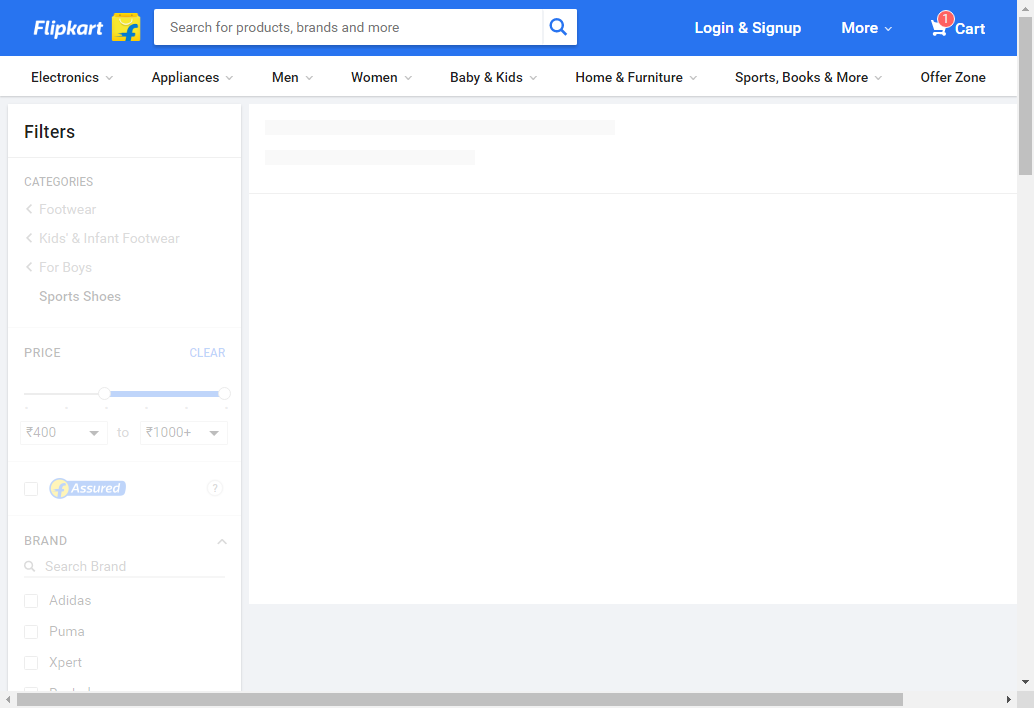 Flipkart
Search for products, brands and more
Login & Signup
More
1
Cart
Electronics
Appliances
Men
Women
Baby & Kids
Home & Furniture
Sports, Books & More
Offer Zone
Filters
CATEGORIES
Footwear
Kids' & Infant Footwear
For Boys
Sports Shoes
PRICE
CLEAR
₹400
to
₹1000+
Assured
?
BRAND
Search Brand
Adidas
Puma
Xpert